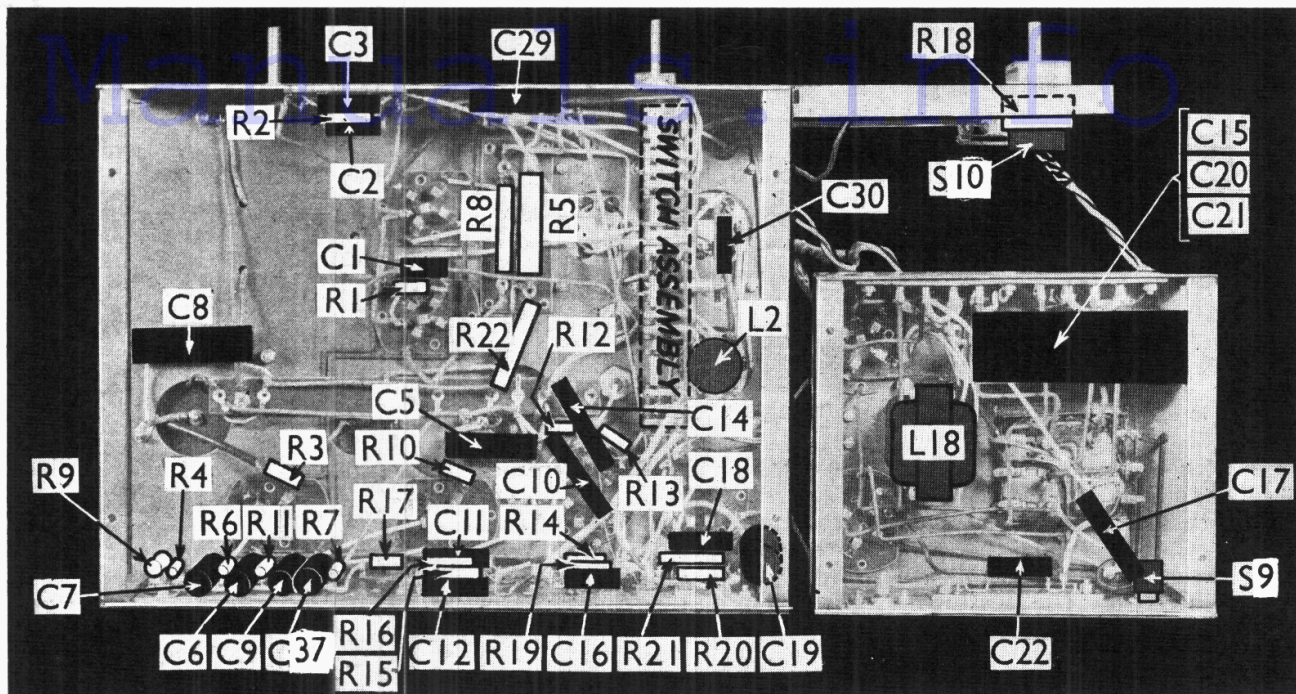 Manuals.info
C3
C29
R18
R2
C2
C15
C20
C21
S10
C30
R8
R5
SWITCH ASSEMBLY
C1
R1
C8
R22
R12
L2
C5
C14
L18
R9
R4
R3
R10
C10
R13
C18
C17
R6
R11
R7
R17
C11
R14
C7
C6
C9
C37
R16
R15
C12
R19
C16
R21
R20
C19
C22
S9